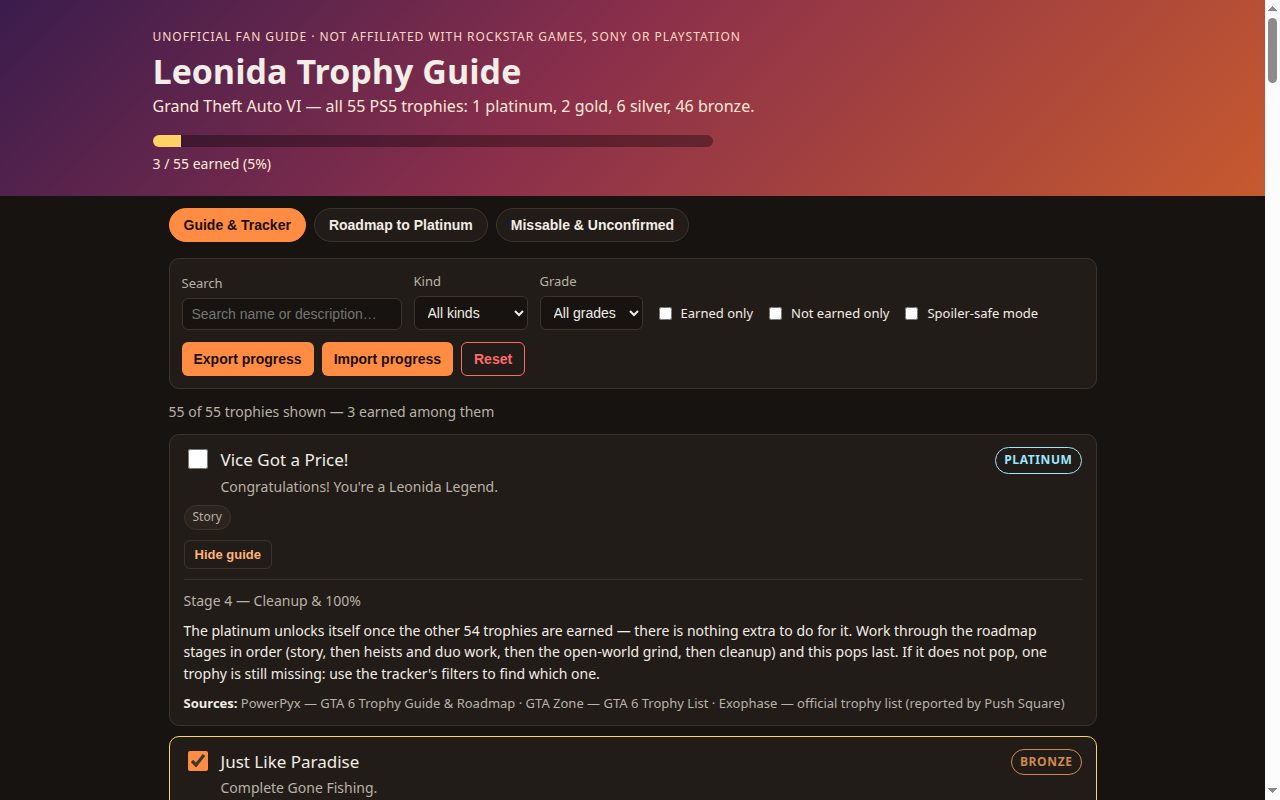 UNOFFICIAL FAN GUIDE · NOT AFFILIATED WITH ROCKSTAR GAMES, SONY OR PLAYSTATION
Leonida Trophy Guide
Grand Theft Auto VI — all 55 PS5 trophies: 1 platinum, 2 gold, 6 silver, 46 bronze.
3 / 55 earned (5%)
Guide & Tracker
Roadmap to Platinum
Missable & Unconfirmed
Search
Kind
Grade
Search name or description…
All kinds
All grades
Earned only
Not earned only
Spoiler-safe mode
Export progress
Import progress
Reset
55 of 55 trophies shown — 3 earned among them
Vice Got a Price!
PLATINUM
Congratulations! You're a Leonida Legend.
Story
Hide guide
Stage 4 — Cleanup & 100%
The platinum unlocks itself once the other 54 trophies are earned — there is nothing extra to do for it. Work through the roadmap
stages in order (story, then heists and duo work, then the open-world grind, then cleanup) and this pops last. If it does not pop, one
trophy is still missing: use the tracker's filters to find which one.
Sources: PowerPyx — GTA 6 Trophy Guide & Roadmap · GTA Zone — GTA 6 Trophy List · Exophase — official trophy list (reported by Push Square)
Just Like Paradise
BRONZE
Complete Gone Fishing.